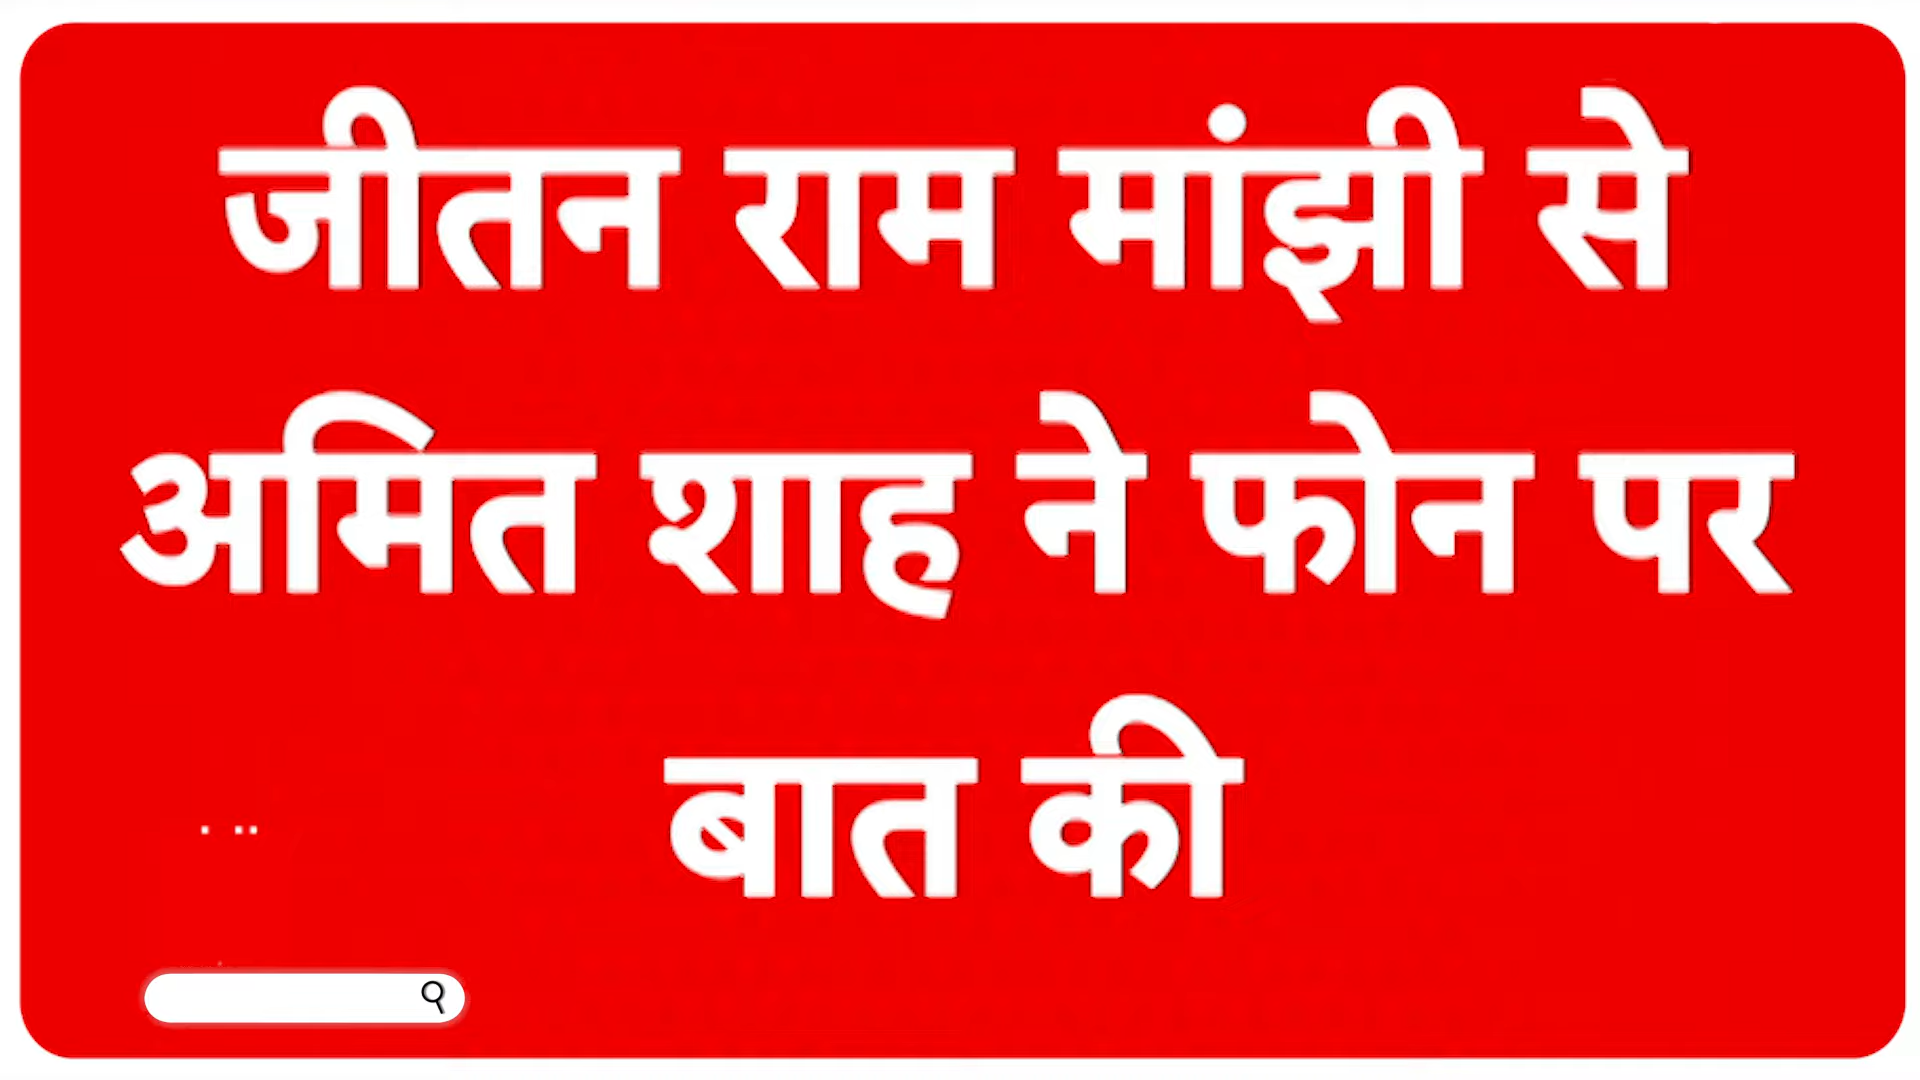 जीतन राम मांझी से
अमित शाह ने फोन पर
बात की